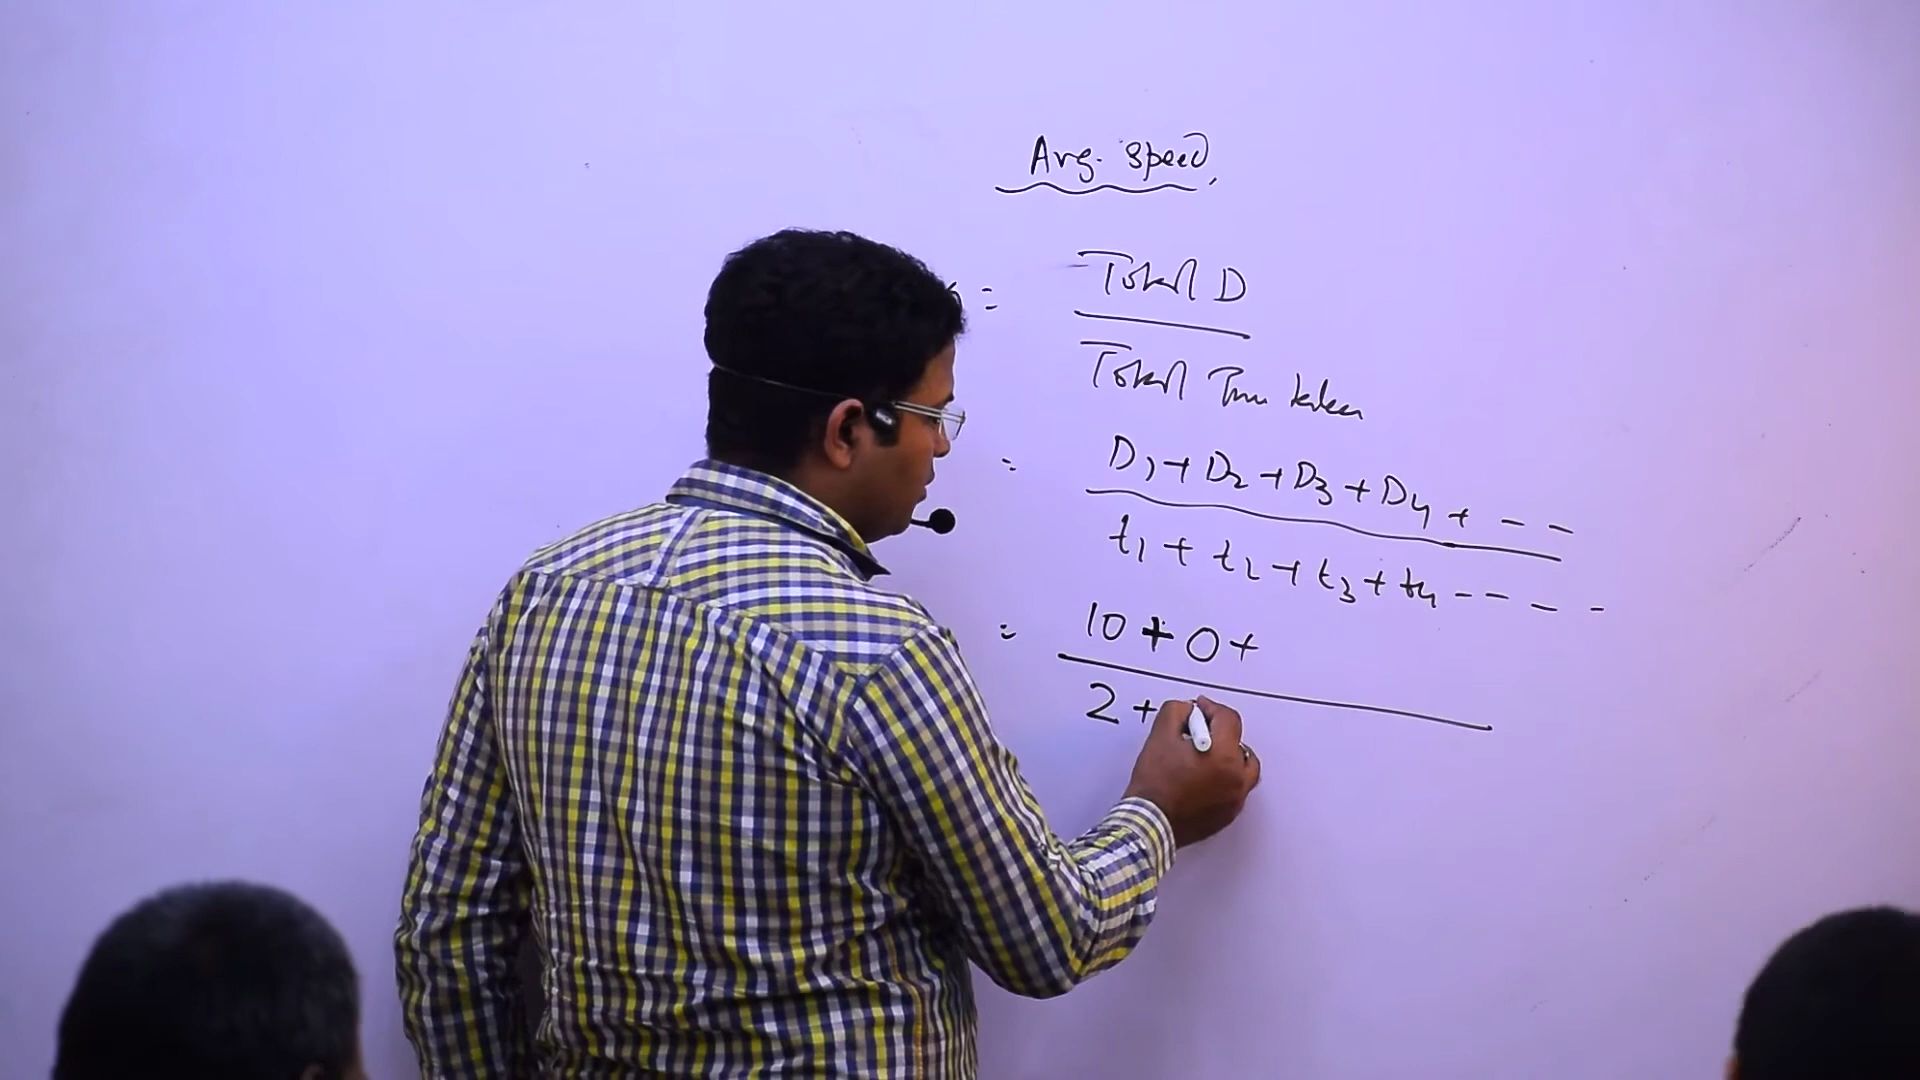 Avg. speed,
= Total D
Total Time taken
= D1 + D2 + D3 + D4 + - -
t1 + t2 + t3 + t4 - - - -
= 10 + 0 +
2 +